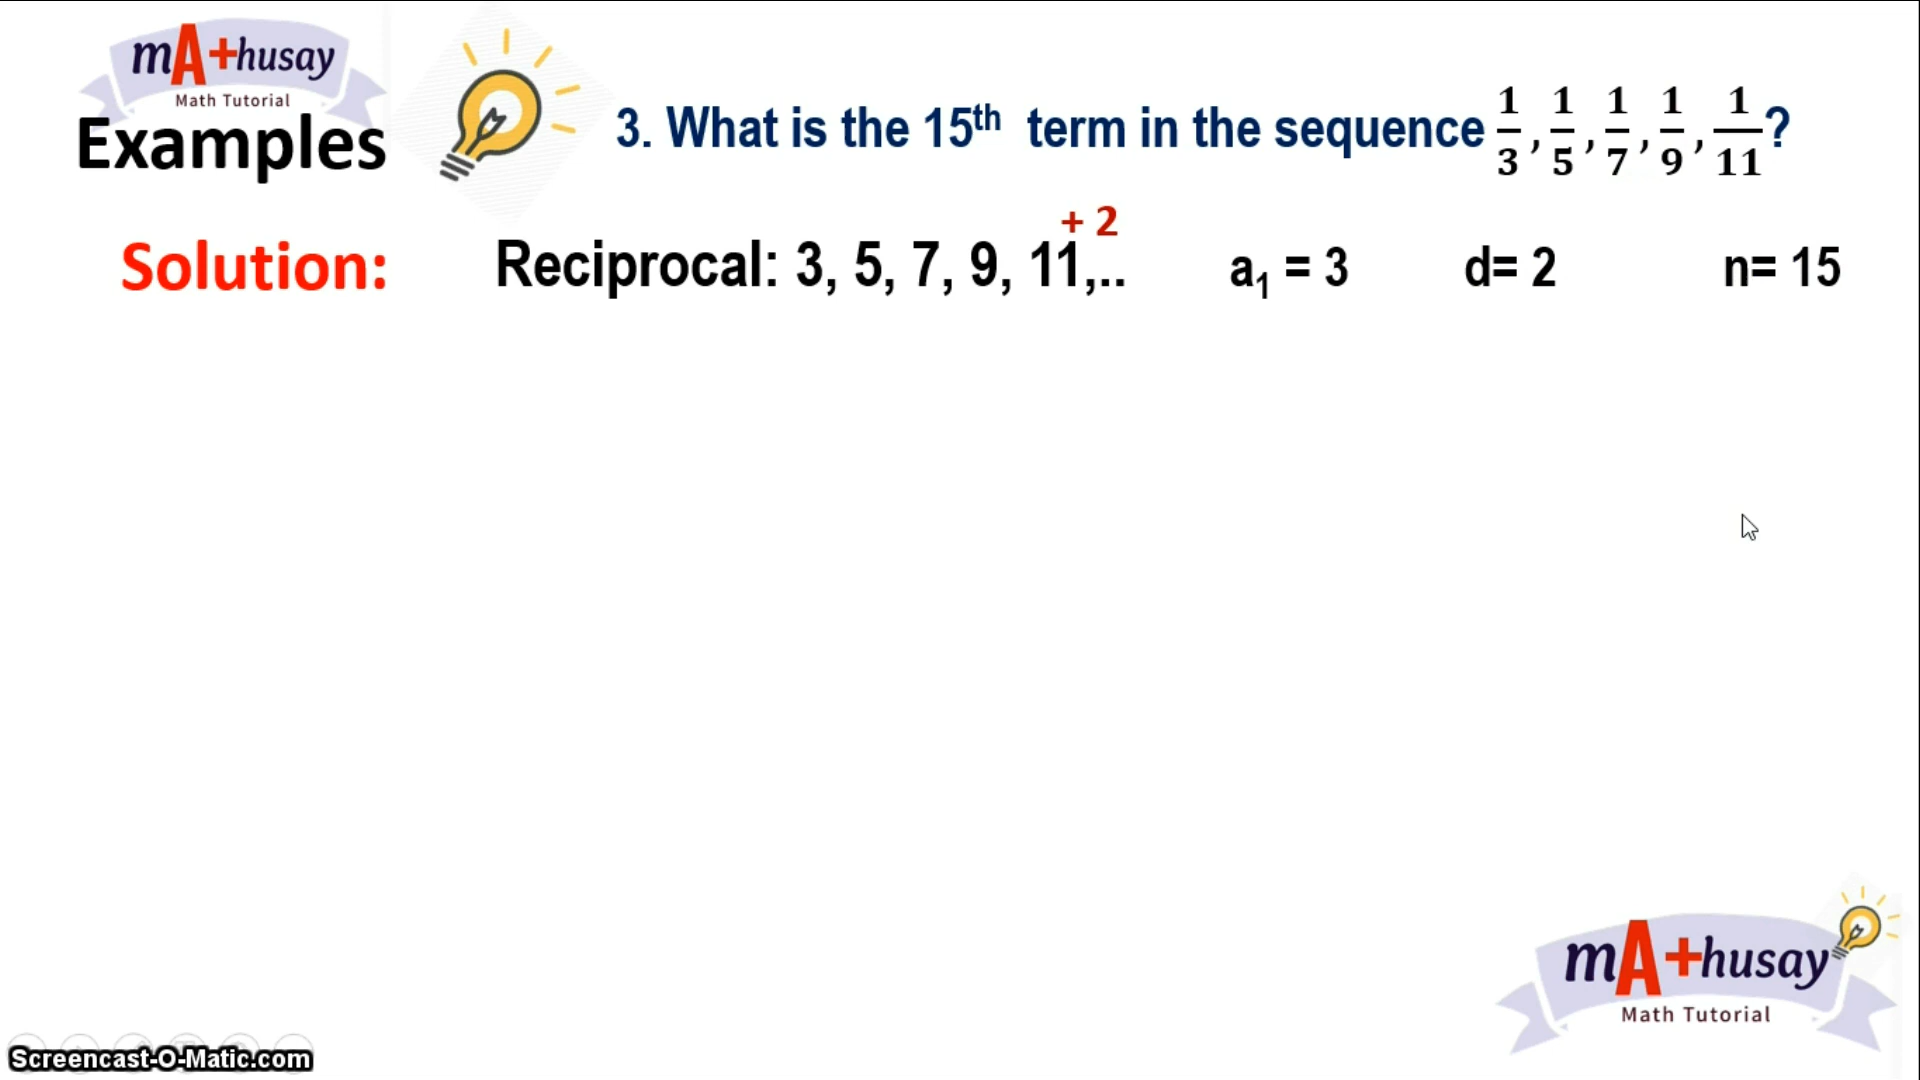 mA+husay
Math Tutorial
Examples
3. What is the 15th term in the sequence 1/3, 1/5, 1/7, 1/9, 1/11?
+ 2
Solution: Reciprocal: 3, 5, 7, 9, 11,.. a₁ = 3 d= 2 n= 15
mA+husay
Math Tutorial
Screencast-O-Matic.com